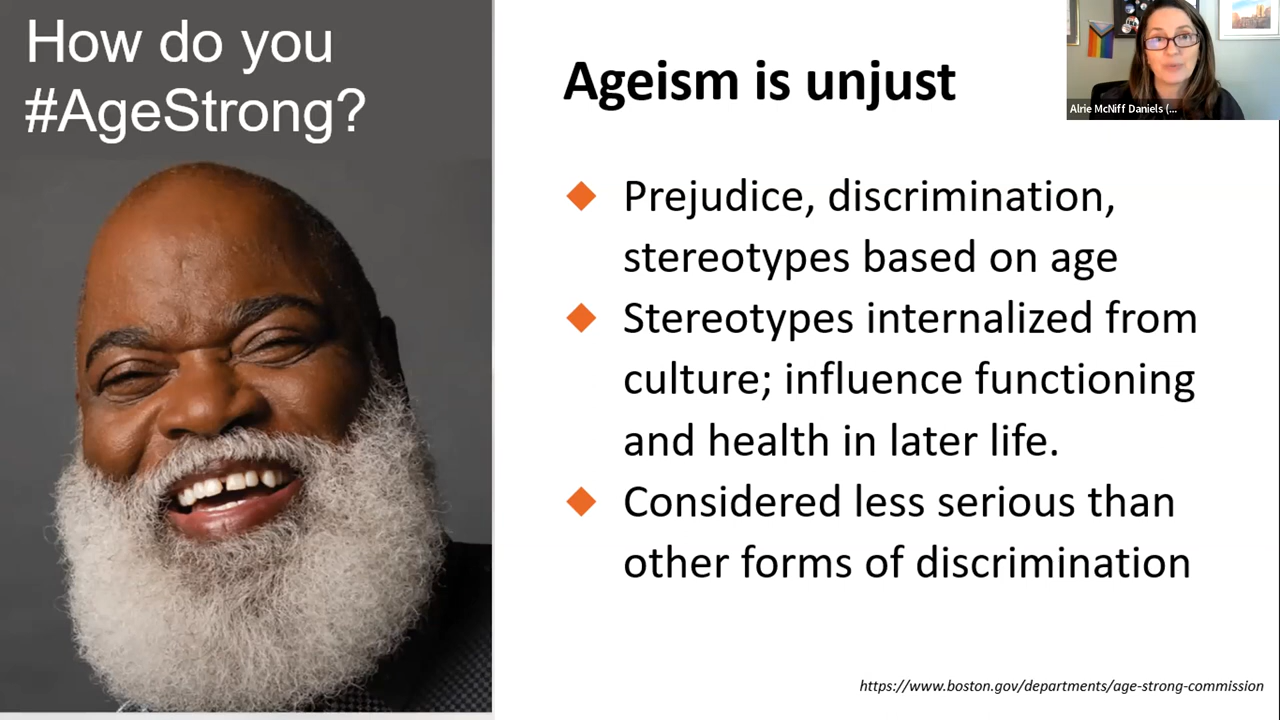 How do you
#AgeStrong?
Ageism is unjust
Alrie McNiff Daniels (...
Prejudice, discrimination,
stereotypes based on age
Stereotypes internalized from
culture; influence functioning
and health in later life.
Considered less serious than
other forms of discrimination
https://www.boston.gov/departments/age-strong-commission